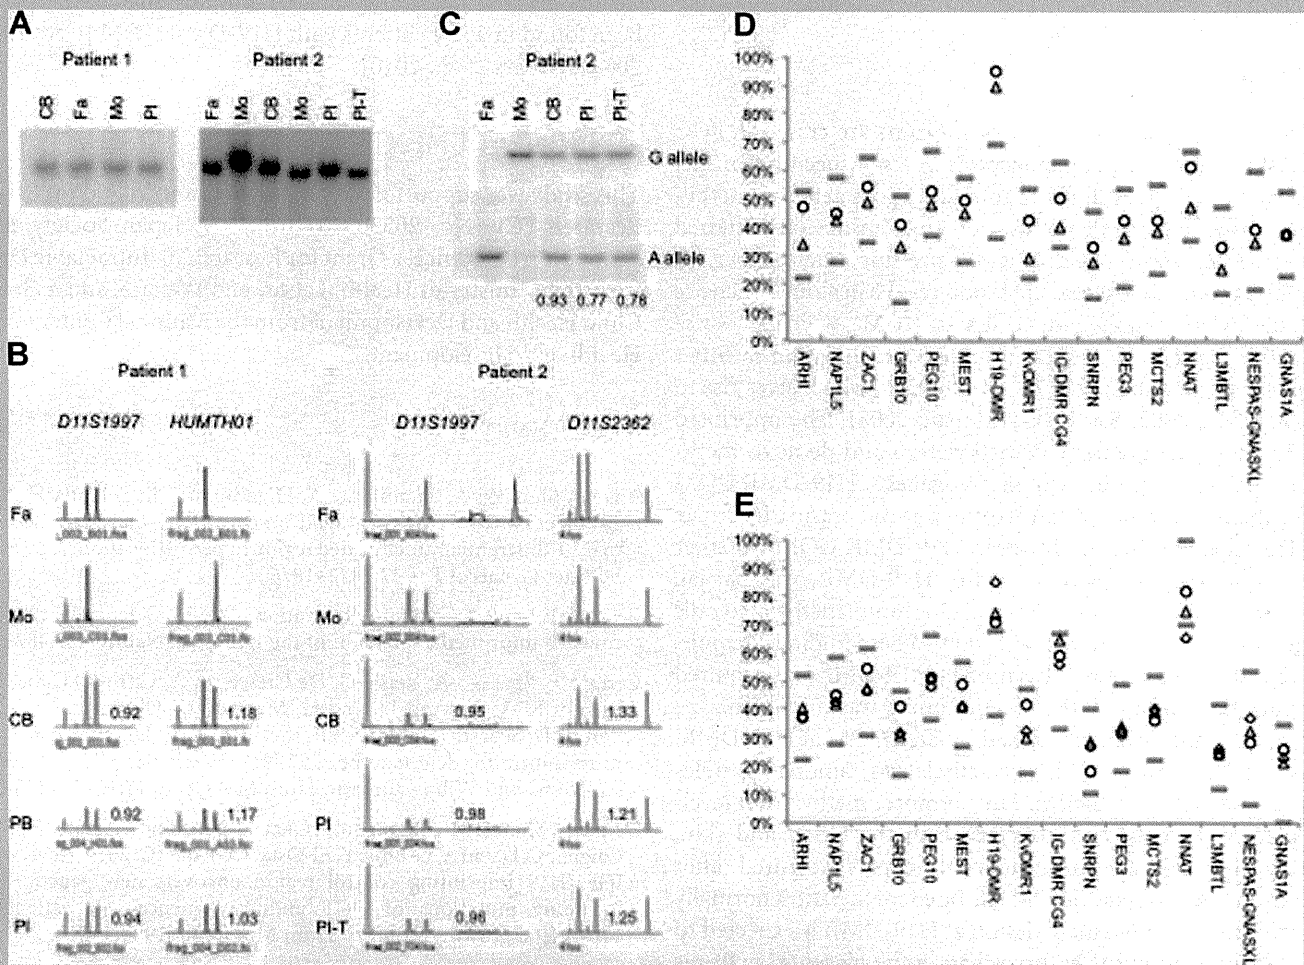 A
Patient 1
CB Fa Mo Pl
Patient 2
Fa Mo CB Mo Pl Pl-T
C
Patient 2
Fa Mo CB Pl Pl-T
G allele
A allele
0.93 0.77 0.78
B
Patient 1
D11S1997 HUMTH01
Patient 2
D11S1997 D11S2362
Fa
Fa
Mo
Mo
CB 0.92 1.18
CB 0.95 1.33
PB 0.92 1.17
Pl 0.98 1.21
Pl 0.94 1.03
Pl-T 0.96 1.25
D
100%
90%
80%
70%
60%
50%
40%
30%
20%
10%
0%
ARHI
NAP1L5
ZAC1
GRB10
PEG10
MEST
H19-DMR
KvDMR1
IG-DMR CG4
SNRPN
PEG3
MCTS2
NNAT
L3MBTL
NESPAS-GNASXL
GNAS1A
E
100%
90%
80%
70%
60%
50%
40%
30%
20%
10%
0%
ARHI
NAP1L5
ZAC1
GRB10
PEG10
MEST
H19-DMR
KvDMR1
IG-DMR CG4
SNRPN
PEG3
MCTS2
NNAT
L3MBTL
NESPAS-GNASXL
GNAS1A